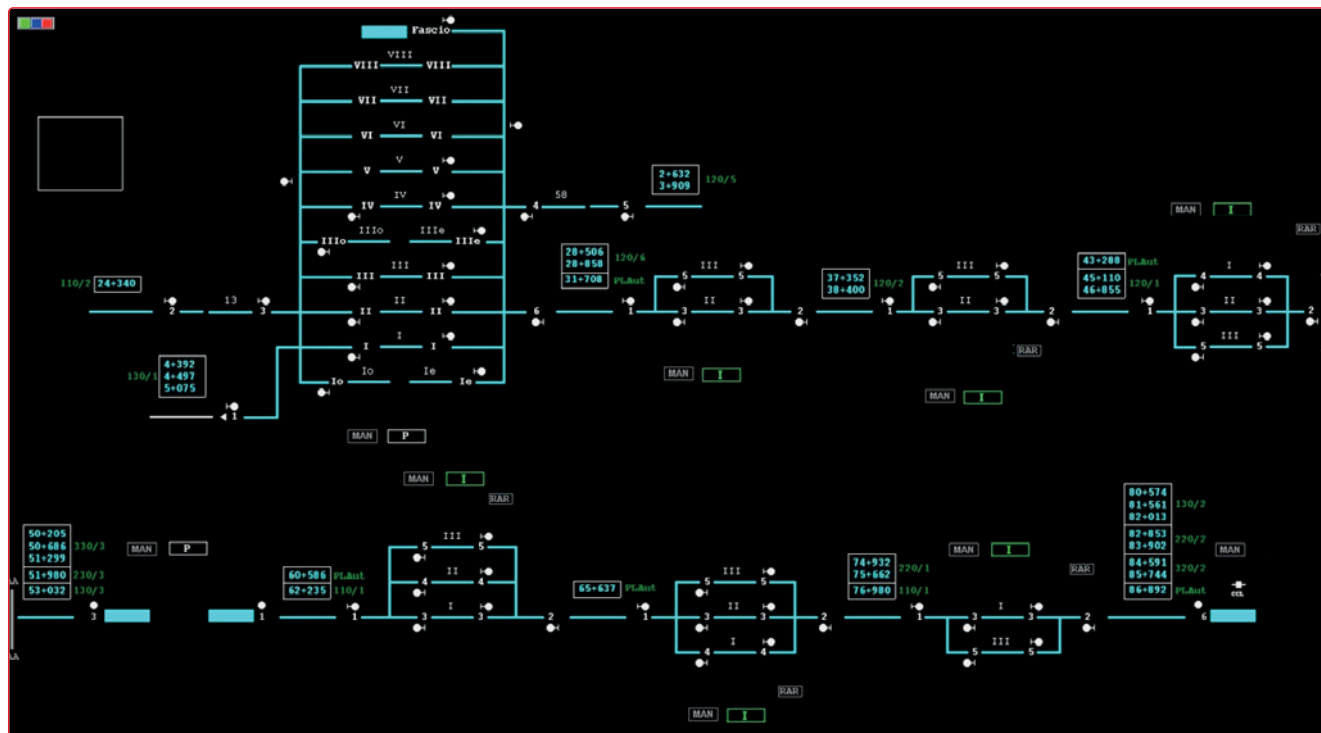 Fascio
VIII
VIII VIII
VII
VII VII
VI
VI VI
V
V V
IV
IV IV
58
4 5
2+632
3+909
120/5
IIIo IIIe
IIIo IIIe
III
III III
II
II II
I
I I
Io Ie
Io Ie
110/2 24+340
13
2 3
130/1
4+392
4+497
5+075
1
MAN P
6
28+506
28+858
120/6
31+708 PLAut
1
III
5 5
II
3 3
2
MAN I
37+352
38+400
120/2
1
III
5 5
II
3 3
2
RAR
MAN I
43+288 PLAut
45+110
46+855
120/1
MAN I
RAR
1
I
4 4
II
3 3
2
III
5 5
50+205
50+686
51+299
330/3
51+980 230/3
53+032 130/3
MAN P
3
1
60+586 PLAut
62+235 110/1
MAN I
RAR
1
III
5 5
II
4 4
I
3 3
2
65+637 PLAut
1
III
5 5
II
3 3
2
I
4 4
RAR
MAN I
74+932
75+662
220/1
76+980 110/1
MAN I
RAR
1
I
3 3
2
III
5 5
80+574
81+561
82+013
130/2
82+853
83+902
220/2
84+591
85+744
320/2
86+892 PLAut
MAN
CCL
6